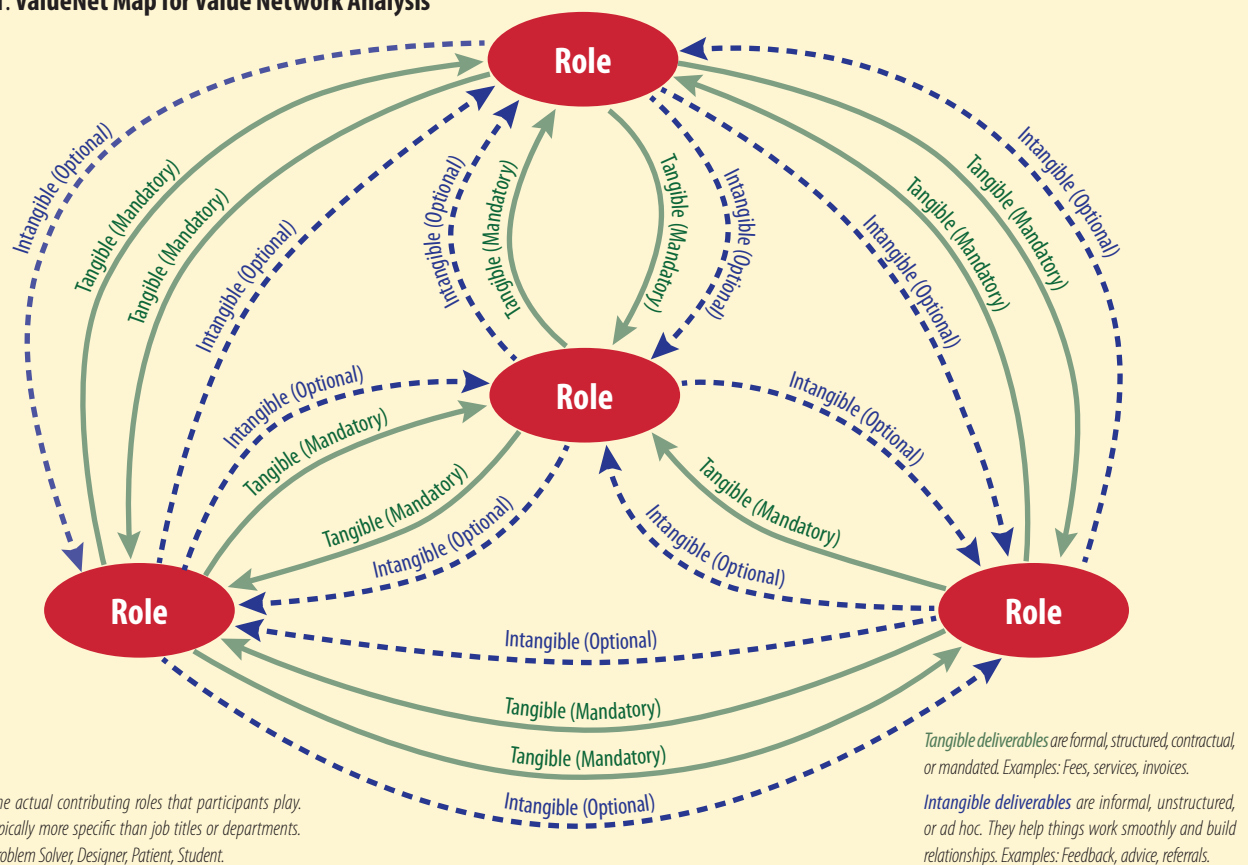 : ValueNet Map for Value Network Analysis
Role
Intangible (Optional)
Tangible (Mandatory)
Tangible (Mandatory)
Intangible (Optional)
Intangible (Optional)
Tangible (Mandatory)
Tangible (Mandatory)
Intangible (Optional)
Intangible (Optional)
Tangible (Mandatory)
Tangible (Mandatory)
Intangible (Optional)
Role
Intangible (Optional)
Tangible (Mandatory)
Tangible (Mandatory)
Intangible (Optional)
Intangible (Optional)
Tangible (Mandatory)
Intangible (Optional)
Role
Role
Intangible (Optional)
Tangible (Mandatory)
Tangible (Mandatory)
Intangible (Optional)
actual contributing roles that participants play.
more specific than job titles or departments.
Solver, Designer, Patient, Student.
Tangible deliverables are formal, structured, contractual,
or mandated. Examples: Fees, services, invoices.
Intangible deliverables are informal, unstructured,
or ad hoc. They help things work smoothly and build
relationships. Examples: Feedback, advice, referrals.